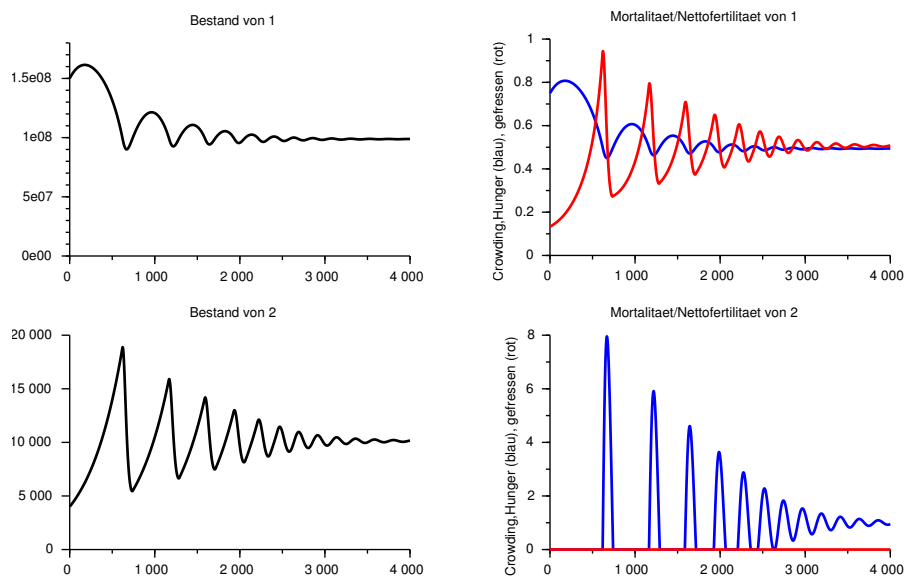 Bestand von 1
1.5e08
1e08
5e07
0e00
0 1 000 2 000 3 000 4 000
Mortalitaet/Nettofertilitaet von 1
Crowding,Hunger (blau), gefressen (rot)
1
0.8
0.6
0.4
0.2
0
0 1 000 2 000 3 000 4 000
Bestand von 2
20 000
15 000
10 000
5 000
0
0 1 000 2 000 3 000 4 000
Mortalitaet/Nettofertilitaet von 2
Crowding,Hunger (blau), gefressen (rot)
8
6
4
2
0
0 1 000 2 000 3 000 4 000